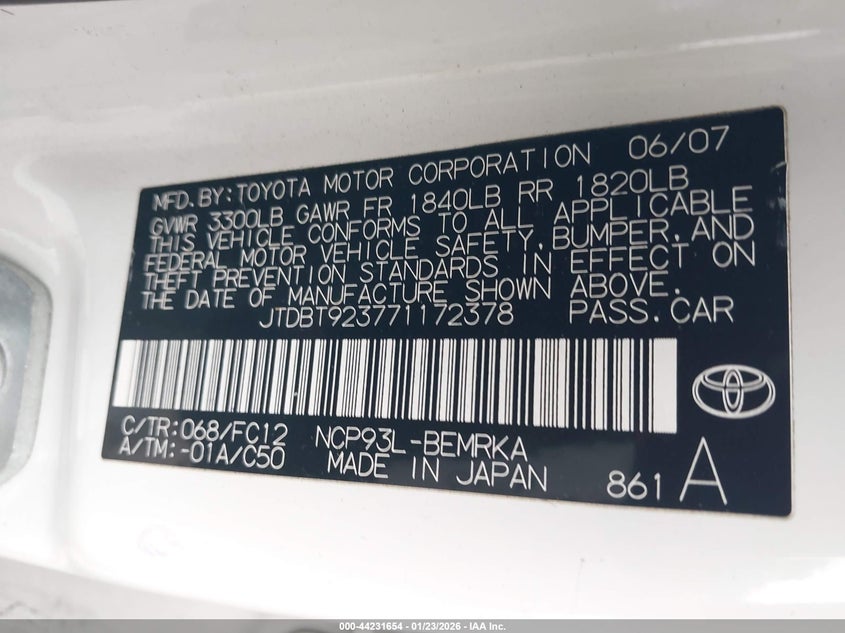 MFD. BY: TOYOTA MOTOR CORPORATION 06/07
GVWR 3300LB GAWR FR 1840LB RR 1820LB
THIS VEHICLE CONFORMS TO ALL APPLICABLE
FEDERAL MOTOR VEHICLE SAFETY, BUMPER, AND
THEFT PREVENTION STANDARDS IN EFFECT ON
THE DATE OF MANUFACTURE SHOWN ABOVE.
JTDBT923771172378 PASS. CAR
C/TR: 068/FC12 NCP93L-BEMRKA
A/TM: -01A/C50 MADE IN JAPAN
861 A
000-44231654 | 01/23/2026 - IAA Inc.